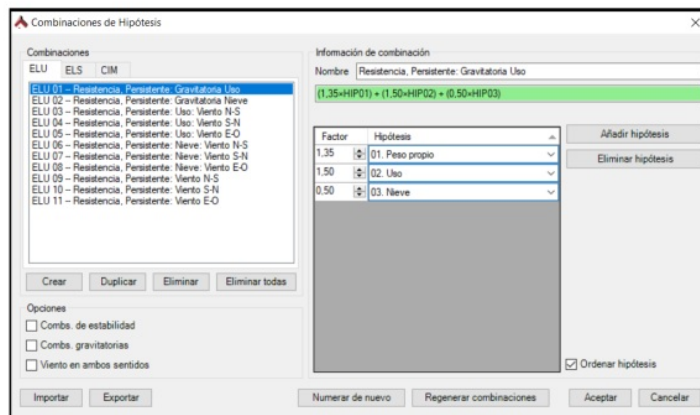 Combinaciones de Hipótesis
Combinaciones
ELU ELS CIM
ELU 01 – Resistencia, Persistente: Gravitatoria Uso
ELU 02 – Resistencia, Persistente: Gravitatoria Nieve
ELU 03 – Resistencia, Persistente: Uso: Viento N-S
ELU 04 – Resistencia, Persistente: Uso: Viento S-N
ELU 05 – Resistencia, Persistente: Uso: Viento E-O
ELU 06 – Resistencia, Persistente: Nieve: Viento N-S
ELU 07 – Resistencia, Persistente: Nieve: Viento S-N
ELU 08 – Resistencia, Persistente: Nieve: Viento E-O
ELU 09 – Resistencia, Persistente: Viento N-S
ELU 10 – Resistencia, Persistente: Viento S-N
ELU 11 – Resistencia, Persistente: Viento E-O
Crear Duplicar Eliminar Eliminar todas
Opciones
Combs. de estabilidad
Combs. gravitatorias
Viento en ambos sentidos
Importar Exportar
Información de combinación
Nombre Resistencia, Persistente: Gravitatoria Uso
(1,35×HIP01) + (1,50×HIP02) + (0,50×HIP03)
Factor Hipótesis
1,35 01. Peso propio
1,50 02. Uso
0,50 03. Nieve
Añadir hipótesis
Eliminar hipótesis
Ordenar hipótesis
Numerar de nuevo Regenerar combinaciones Aceptar Cancelar